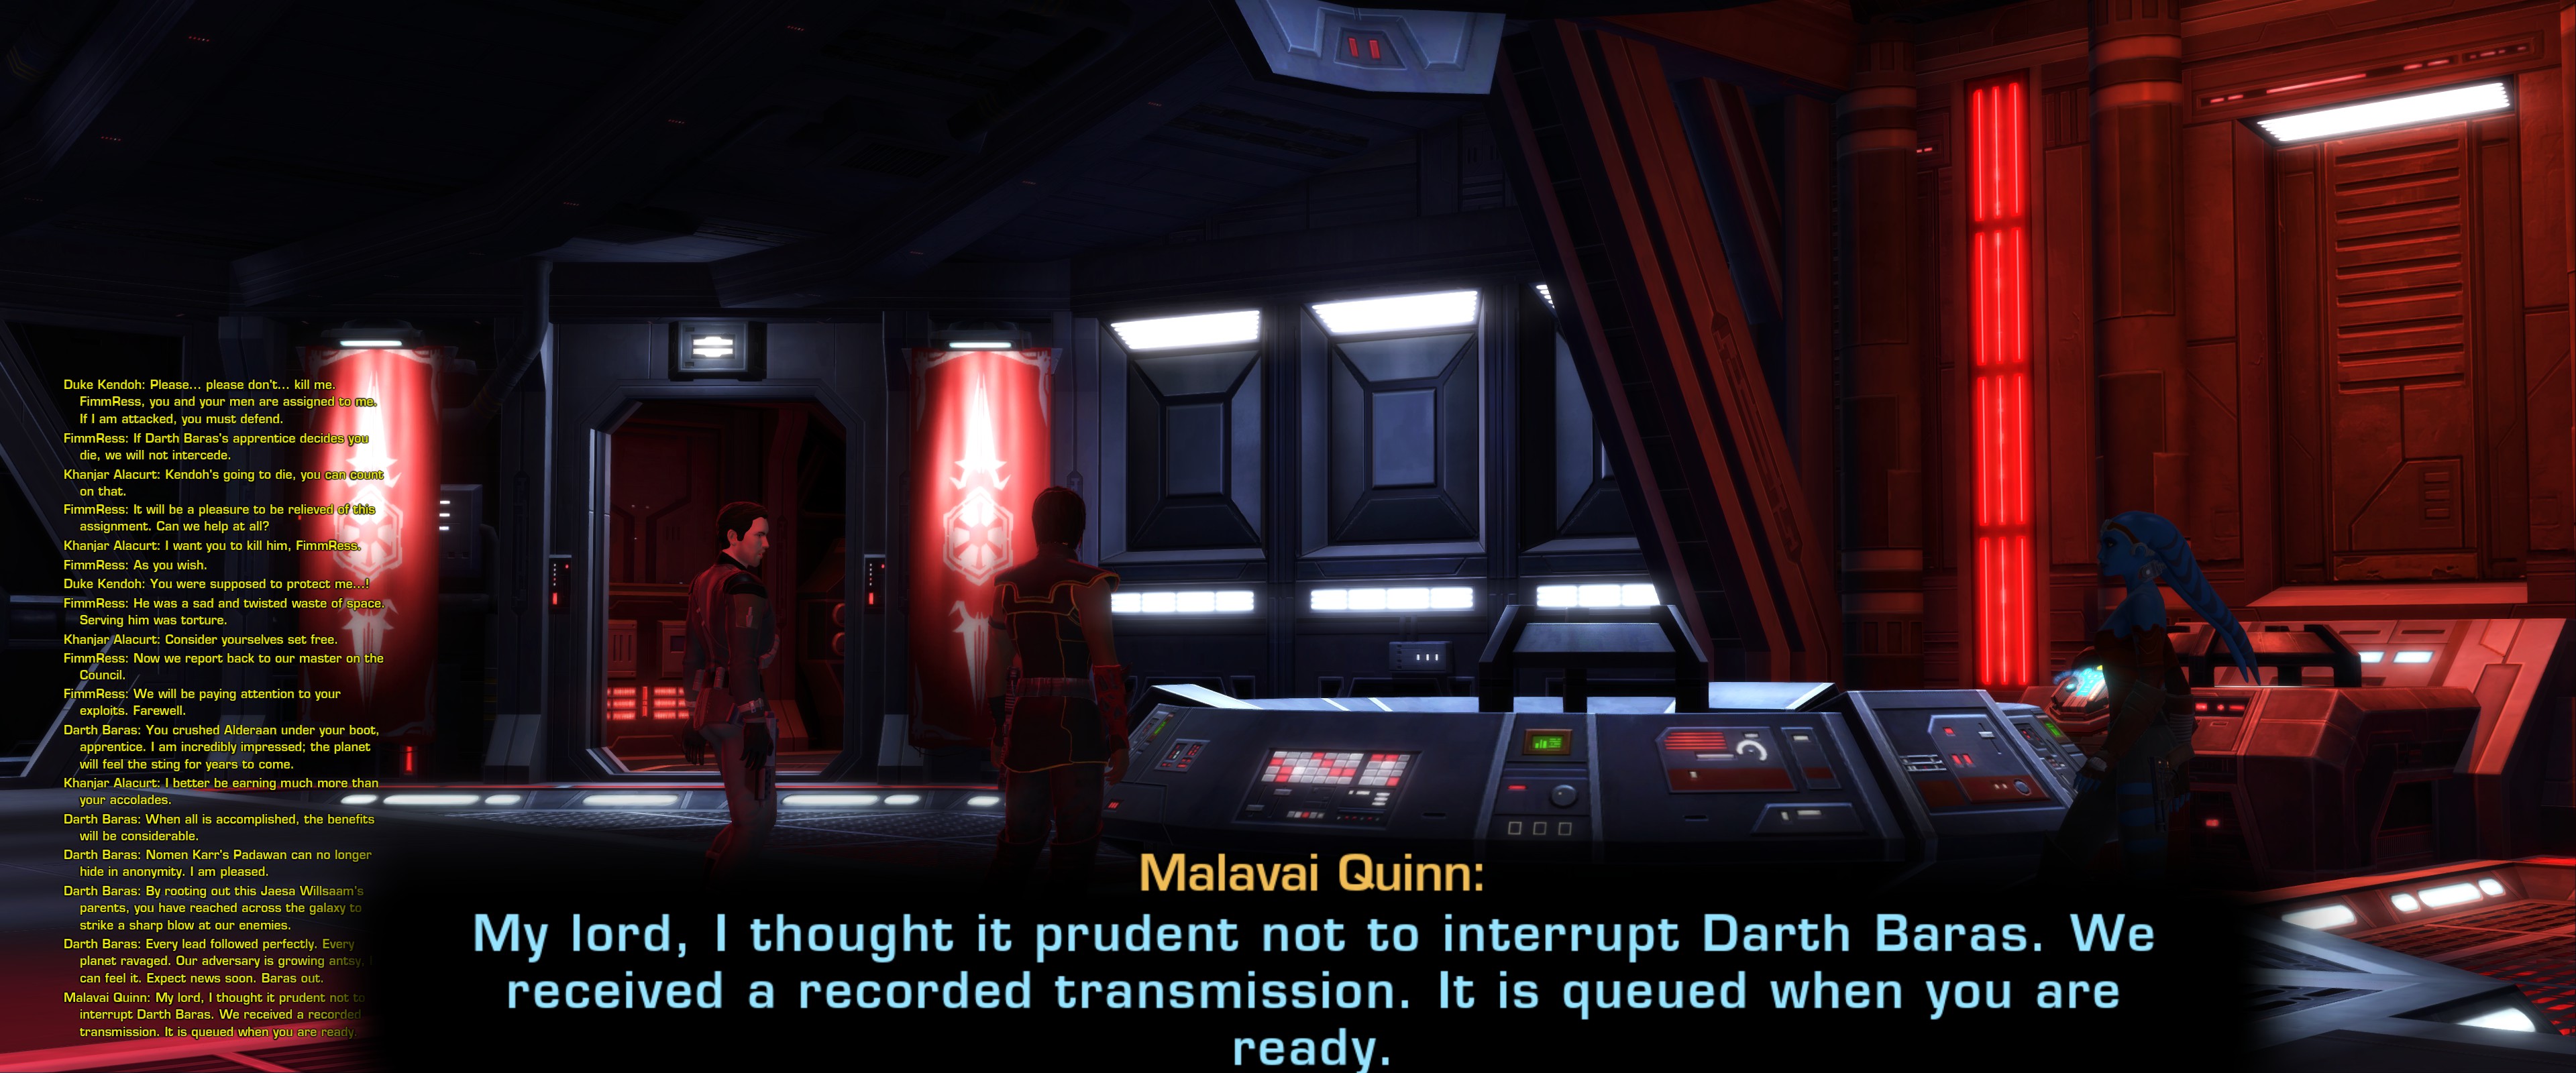 Duke Kendoh: Please... please don't... kill me.
FimmRess, you and your men are assigned to me.
If I am attacked, you must defend.
FimmRess: If Darth Baras's apprentice decides you
die, we will not intercede.
Khanjar Alacurt: Kendoh's going to die, you can count
on that.
FimmRess: It will be a pleasure to be relieved of this
assignment. Can we help at all?
Khanjar Alacurt: I want you to kill him, FimmRess.
FimmRess: As you wish.
Duke Kendoh: You were supposed to protect me...!
FimmRess: He was a sad and twisted waste of space.
Serving him was torture.
Khanjar Alacurt: Consider yourselves set free.
FimmRess: Now we report back to our master on the
Council.
FimmRess: We will be paying attention to your
exploits. Farewell.
Darth Baras: You crushed Alderaan under your boot,
apprentice. I am incredibly impressed; the planet
will feel the sting for years to come.
Khanjar Alacurt: I better be earning much more than
your accolades.
Darth Baras: When all is accomplished, the benefits
will be considerable.
Darth Baras: Nomen Karr's Padawan can no longer
hide in anonymity. I am pleased.
Darth Baras: By rooting out this Jaesa Willsaam's
parents, you have reached across the galaxy to
strike a sharp blow at our enemies.
Darth Baras: Every lead followed perfectly. Every
planet ravaged. Our adversary is growing antsy, I
can feel it. Expect news soon. Baras out.
Malavai Quinn: My lord, I thought it prudent not to
interrupt Darth Baras. We received a recorded
transmission. It is queued when you are ready.
Malavai Quinn:
My lord, I thought it prudent not to interrupt Darth Baras. We
received a recorded transmission. It is queued when you are
ready.